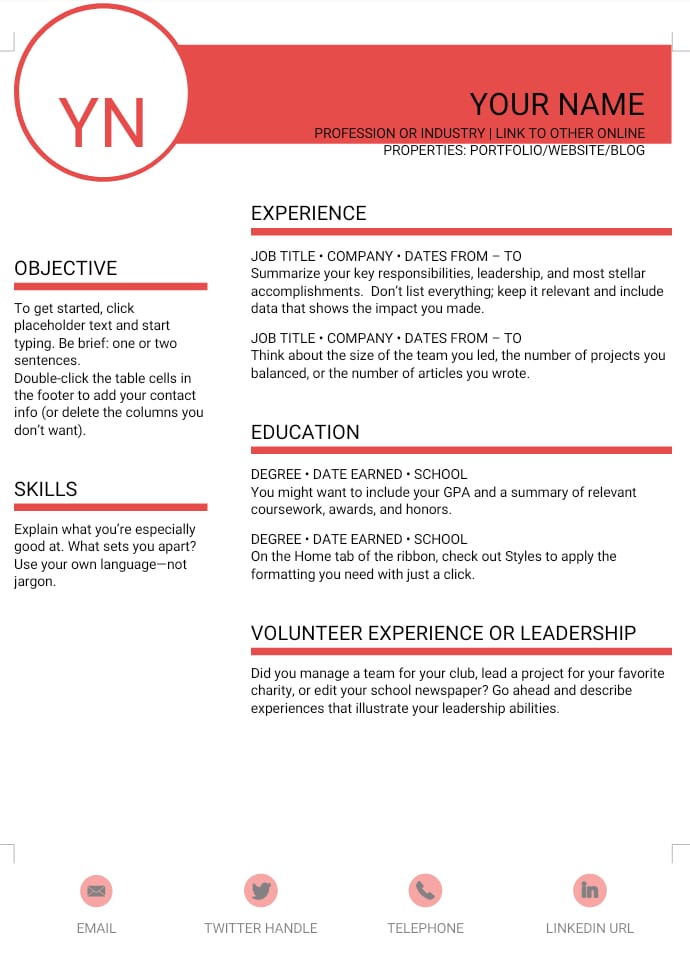 YN
YOUR NAME
PROFESSION OR INDUSTRY | LINK TO OTHER ONLINE
PROPERTIES: PORTFOLIO/WEBSITE/BLOG
OBJECTIVE
To get started, click
placeholder text and start
typing. Be brief: one or two
sentences.
Double-click the table cells in
the footer to add your contact
info (or delete the columns you
don’t want).
SKILLS
Explain what you’re especially
good at. What sets you apart?
Use your own language—not
jargon.
EXPERIENCE
JOB TITLE • COMPANY • DATES FROM – TO
Summarize your key responsibilities, leadership, and most stellar
accomplishments.  Don’t list everything; keep it relevant and include
data that shows the impact you made.
JOB TITLE • COMPANY • DATES FROM – TO
Think about the size of the team you led, the number of projects you
balanced, or the number of articles you wrote.
EDUCATION
DEGREE • DATE EARNED • SCHOOL
You might want to include your GPA and a summary of relevant
coursework, awards, and honors.
DEGREE • DATE EARNED • SCHOOL
On the Home tab of the ribbon, check out Styles to apply the
formatting you need with just a click.
VOLUNTEER EXPERIENCE OR LEADERSHIP
Did you manage a team for your club, lead a project for your favorite
charity, or edit your school newspaper? Go ahead and describe
experiences that illustrate your leadership abilities.
in
EMAIL
TWITTER HANDLE
TELEPHONE
LINKEDIN URL